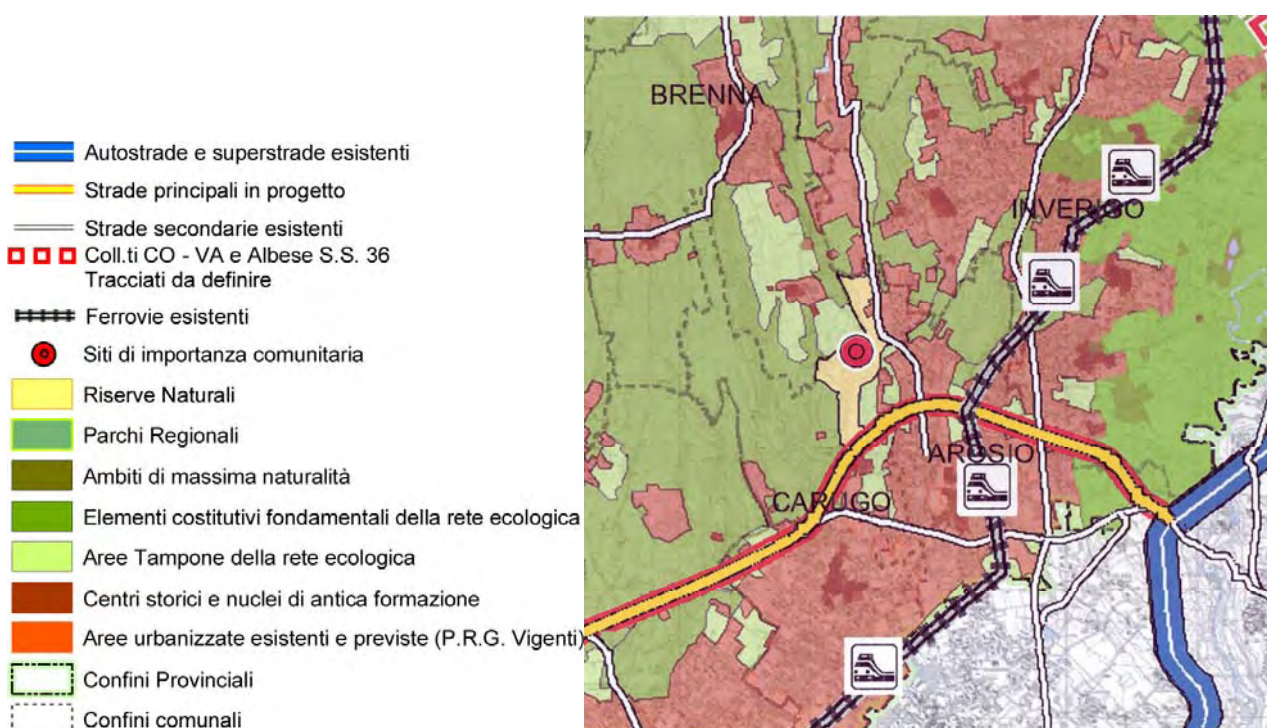 Autostrade e superstrade esistenti
Strade principali in progetto
Strade secondarie esistenti
Coll.ti CO - VA e Albese S.S. 36
Tracciati da definire
Ferrovie esistenti
Siti di importanza comunitaria
Riserve Naturali
Parchi Regionali
Ambiti di massima naturalità
Elementi costitutivi fondamentali della rete ecologica
Aree Tampone della rete ecologica
Centri storici e nuclei di antica formazione
Aree urbanizzate esistenti e previste (P.R.G. Vigenti)
Confini Provinciali
Confini comunali
BRENNA
INVERIGO
AROSIO
CARUGO